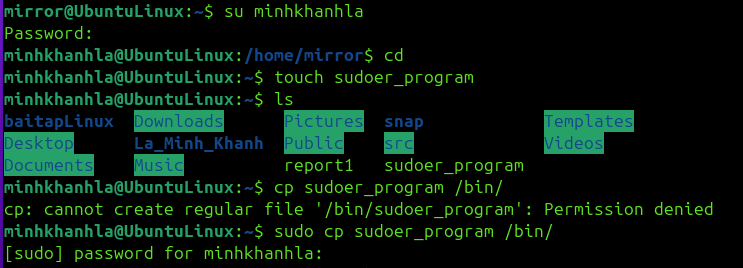 mirror@UbuntuLinux:~$ su minhkhanhla
Password:
minhkhanhla@UbuntuLinux:/home/mirror$ cd
minhkhanhla@UbuntuLinux:~$ touch sudoer_program
minhkhanhla@UbuntuLinux:~$ ls
baitapLinux  Downloads      Pictures  snap            Templates
Desktop      La_Minh_Khanh  Public    src             Videos
Documents    Music          report1   sudoer_program
minhkhanhla@UbuntuLinux:~$ cp sudoer_program /bin/
cp: cannot create regular file '/bin/sudoer_program': Permission denied
minhkhanhla@UbuntuLinux:~$ sudo cp sudoer_program /bin/
[sudo] password for minhkhanhla: